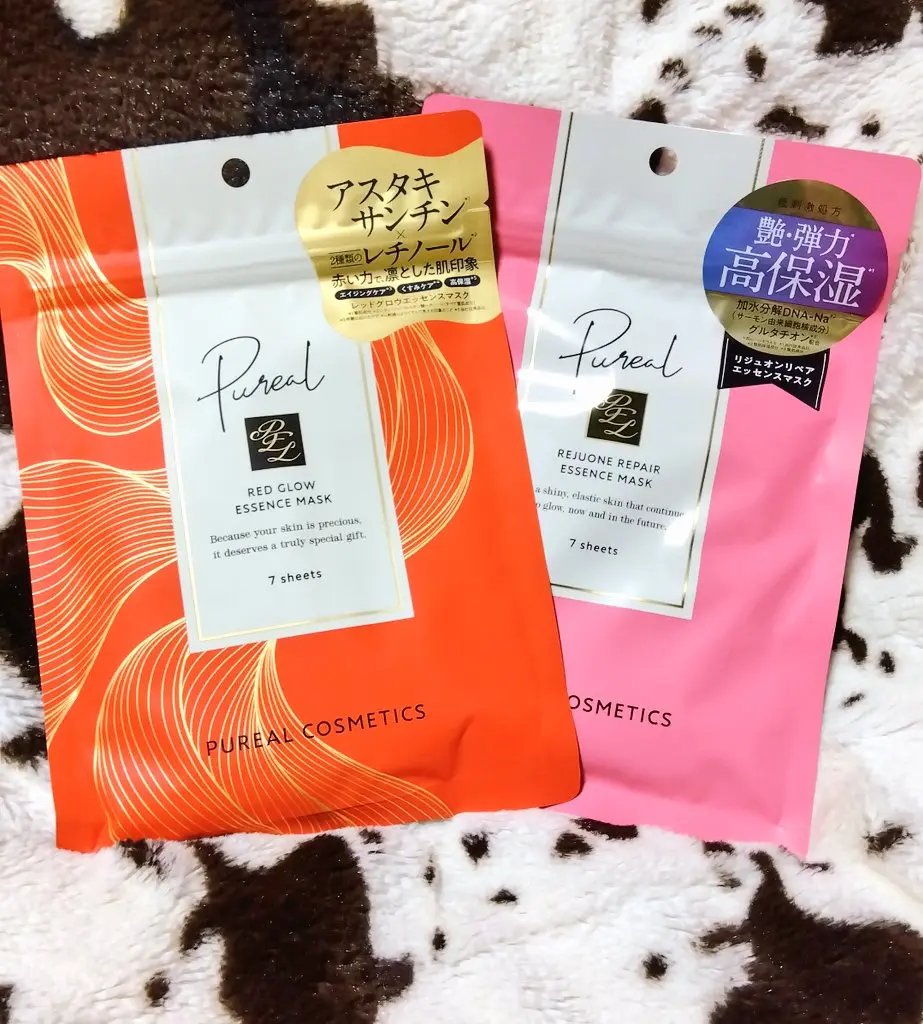 アスタキ
サンチン
×
2種類のレチノール
赤い力で、凛とした肌印象
エイジングケア くすみケア 高保湿
レッドグロウエッセンスマスク
Pureal
PEL
RED GLOW
ESSENCE MASK
Because your skin is precious,
it deserves a truly special gift.
7 sheets
PUREAL COSMETICS
低刺激処方
艶・弾力
高保湿
加水分解DNA-Na
(サーモン由来細胞核成分)
グルタチオン配合
リジュオンリペア
エッセンスマスク
Pureal
PEL
REJUONE REPAIR
ESSENCE MASK
a shiny, elastic skin that continue
o glow, now and in the future.
7 sheets
OSMETICS